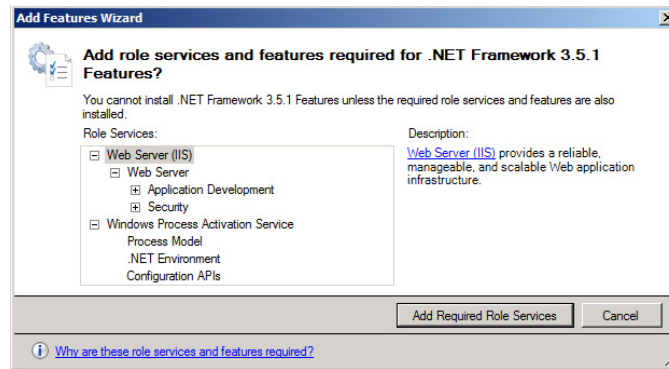 Add Features Wizard
Add role services and features required for .NET Framework 3.5.1
Features?
You cannot install .NET Framework 3.5.1 Features unless the required role services and features are also
installed.
Role Services:
Web Server (IIS)
Web Server
Application Development
Security
Windows Process Activation Service
Process Model
.NET Environment
Configuration APIs
Description:
Web Server (IIS) provides a reliable,
manageable, and scalable Web application
infrastructure.
Add Required Role Services
Cancel
Why are these role services and features required?